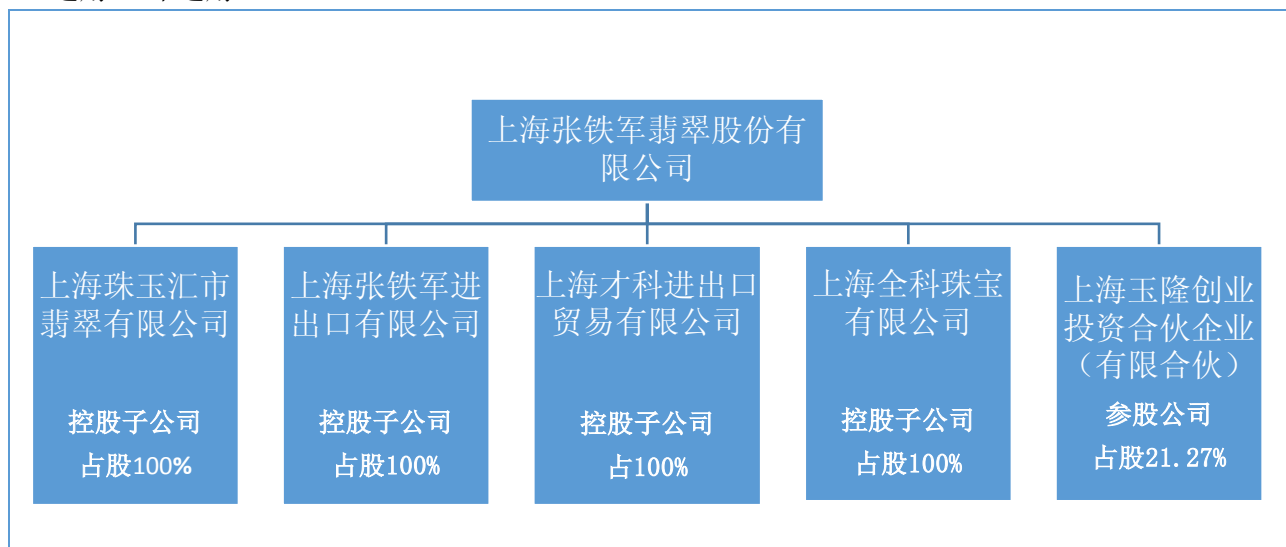 上海张铁军翡翠股份有
限公司
上海珠玉汇市
翡翠有限公司
控股子公司
占股100%
上海张铁军进
出口有限公司
控股子公司
占股100%
上海才科进出口
贸易有限公司
控股子公司
占100%
上海全科珠宝
有限公司
控股子公司
占股100%
上海玉隆创业
投资合伙企业
（有限合伙）
参股公司
占股21.27%